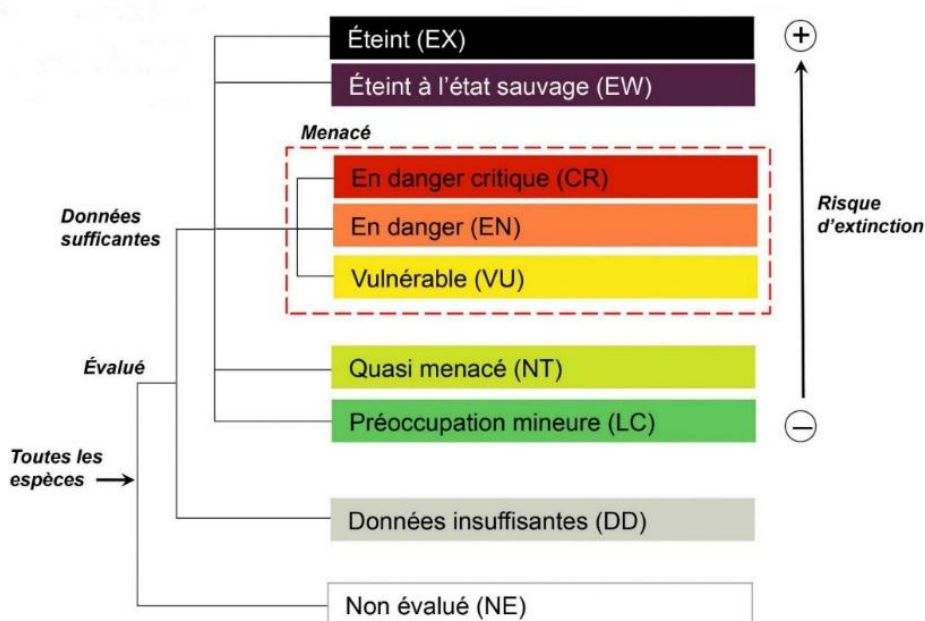 Éteint (EX)
+
Éteint à l'état sauvage (EW)
Menacé
En danger critique (CR)
Données
sufficantes
En danger (EN)
Risque
d'extinction
Vulnérable (VU)
Évalué
Quasi menacé (NT)
Préoccupation mineure (LC)
—
Toutes les
espèces
Données insuffisantes (DD)
Non évalué (NE)